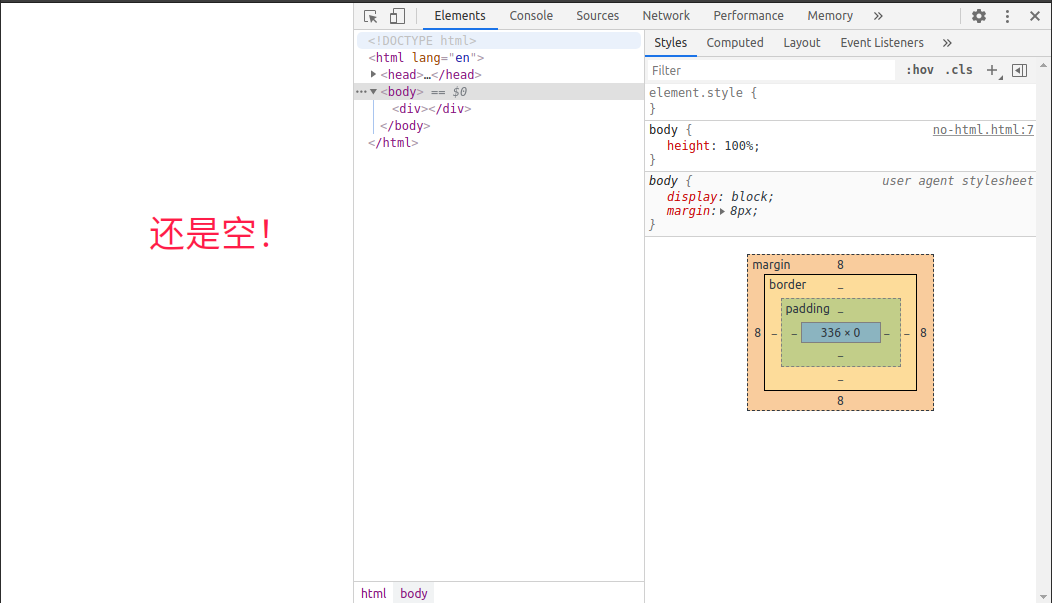 Elements Console Sources Network Performance Memory »
<!DOCTYPE html>
<html lang="en">
<head>…</head>
<body> == $0
<div></div>
</body>
</html>
html body
还是空！
Styles Computed Layout Event Listeners »
Filter :hov .cls +
element.style {
}
body { no-html.html:7
height: 100%;
}
body { user agent stylesheet
display: block;
margin: 8px;
}
margin 8
border –
padding –
8 – – 336 × 0 – – 8
–
–
8